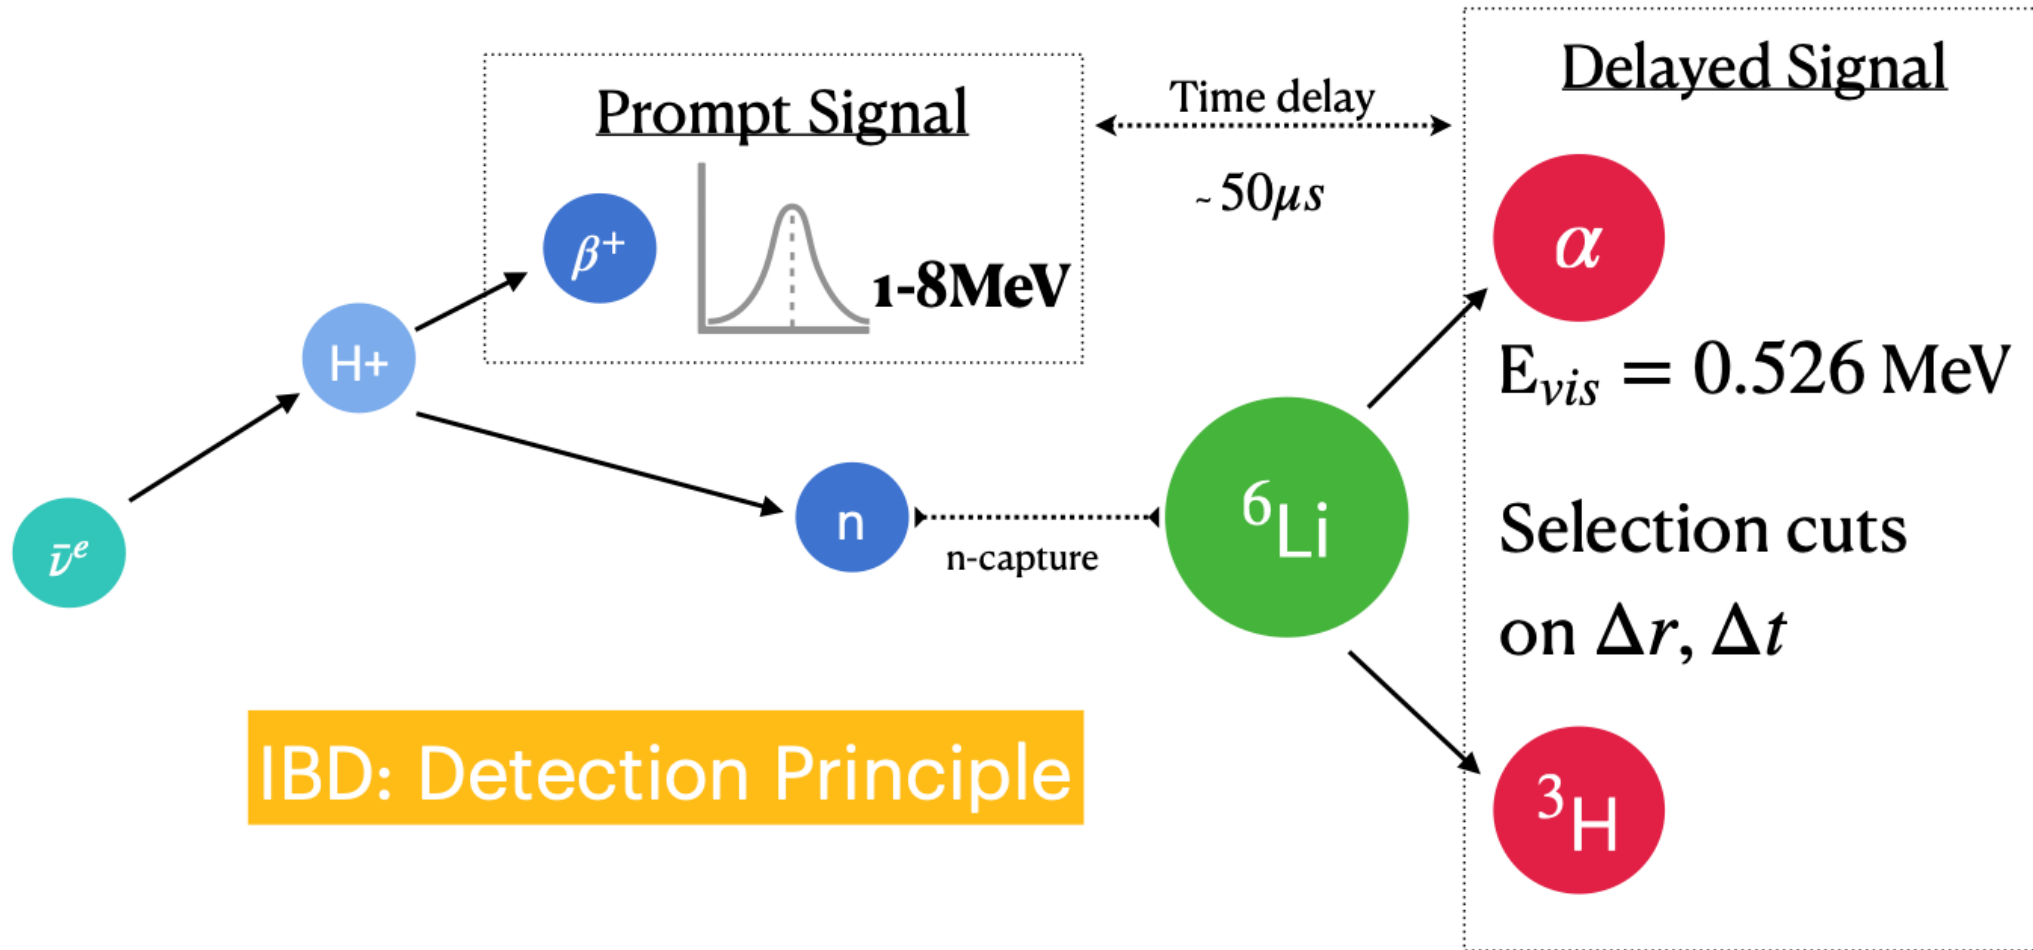 Prompt Signal
β⁺
1-8MeV
Time delay
~50μs
Delayed Signal
α
E_vis = 0.526 MeV
H+
ν̄ᵉ
n
n-capture
⁶Li
Selection cuts
on Δr, Δt
³H
IBD: Detection Principle